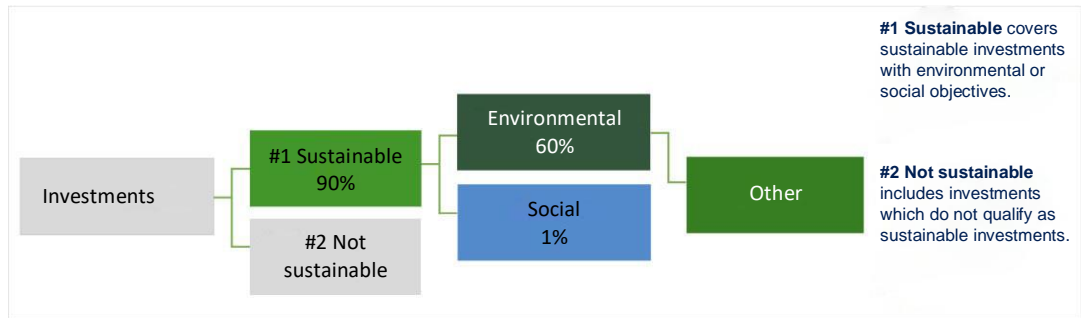 Investments
#1 Sustainable
90%
#2 Not
sustainable
Environmental
60%
Social
1%
Other
#1 Sustainable covers
sustainable investments
with environmental or
social objectives.
#2 Not sustainable
includes investments
which do not qualify as
sustainable investments.